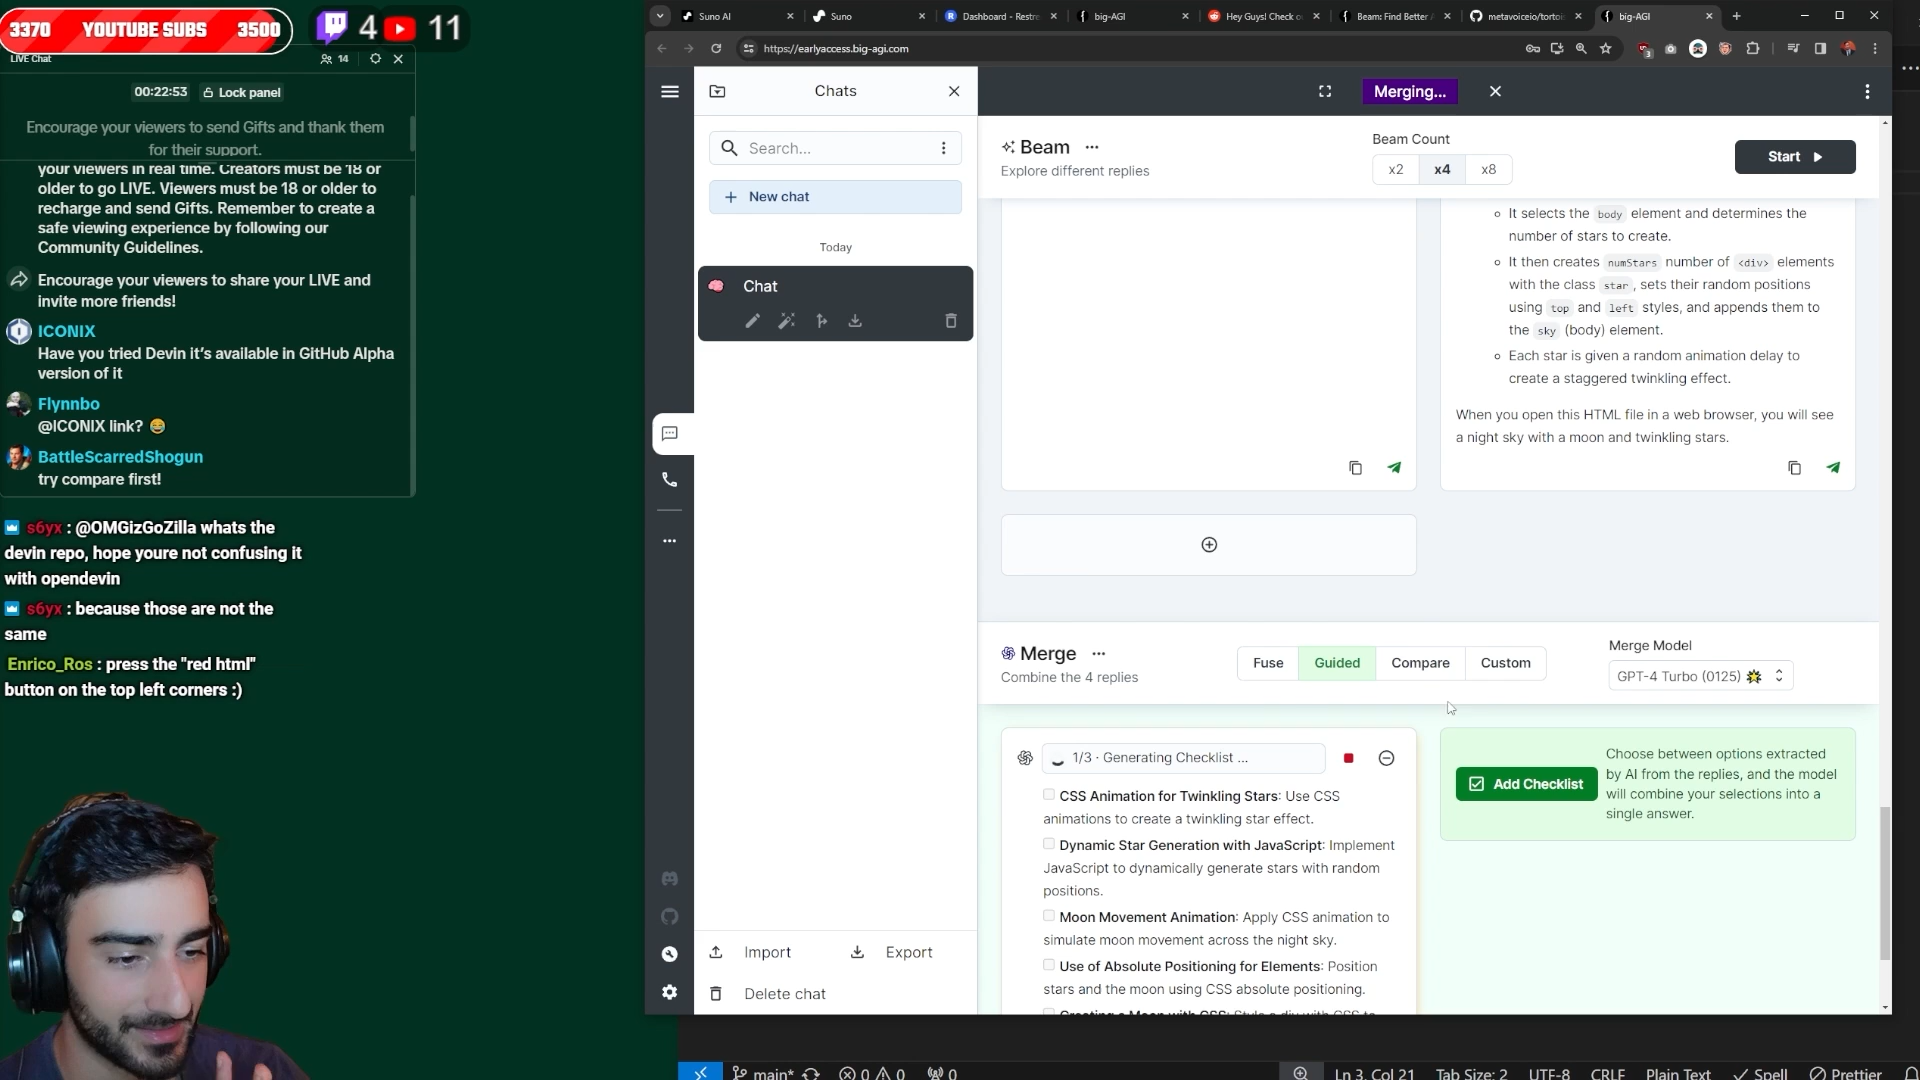 3370 YOUTUBE SUBS 3500
4 11
LIVE Chat
14
00:22:53 Lock panel
Encourage your viewers to send Gifts and thank them
for their support.
your viewers in real time. Creators must be 18 or
older to go LIVE. Viewers must be 18 or older to
recharge and send Gifts. Remember to create a
safe viewing experience by following our
Community Guidelines.
Encourage your viewers to share your LIVE and
invite more friends!
ICONIX
Have you tried Devin it's available in GitHub Alpha
version of it
Flynnbo
@ICONIX link? 😂
BattleScarredShogun
try compare first!
s6yx : @OMGizGoZilla whats the
devin repo, hope youre not confusing it
with opendevin
s6yx : because those are not the
same
Enrico_Ros : press the "red html"
button on the top left corners :)
Suno AI
Suno
Dashboard - Restre
big-AGI
Hey Guys! Check o
Beam: Find Better
metavoiceio/tortoi
big-AGI
https://earlyaccess.big-agi.com
Chats
Search...
New chat
Today
Chat
Import
Export
Delete chat
Merging...
Beam ...
Explore different replies
Beam Count
x2 x4 x8
Start
It selects the body element and determines the
number of stars to create.
It then creates numStars number of <div> elements
with the class star, sets their random positions
using top and left styles, and appends them to
the sky (body) element.
Each star is given a random animation delay to
create a staggered twinkling effect.
When you open this HTML file in a web browser, you will see
a night sky with a moon and twinkling stars.
Merge ...
Combine the 4 replies
Fuse Guided Compare Custom
Merge Model
GPT-4 Turbo (0125) 🌟
1/3 · Generating Checklist ...
CSS Animation for Twinkling Stars: Use CSS
animations to create a twinkling star effect.
Dynamic Star Generation with JavaScript: Implement
JavaScript to dynamically generate stars with random
positions.
Moon Movement Animation: Apply CSS animation to
simulate moon movement across the night sky.
Use of Absolute Positioning for Elements: Position
stars and the moon using CSS absolute positioning.
Creating a Moon with CSS: Style a div with CSS to
Add Checklist
Choose between options extracted
by AI from the replies, and the model
will combine your selections into a
single answer.
main* 0 0 0
Ln 3, Col 21 Tab Size: 2 UTF-8 CRLF Plain Text Spell Prettier